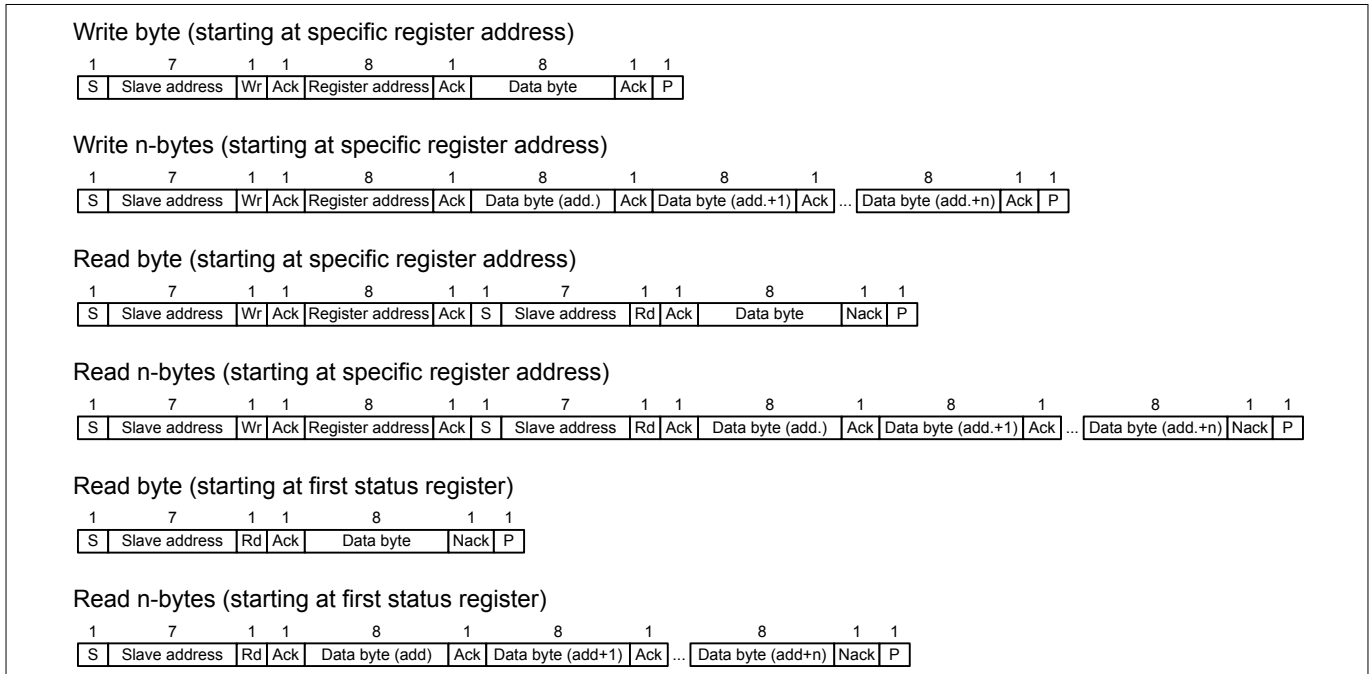 Write byte (starting at specific register address)
1 7 1 1 8 1 8 1 1
S Slave address Wr Ack Register address Ack Data byte Ack P
Write n-bytes (starting at specific register address)
1 7 1 1 8 1 8 1 8 1 8 1 1
S Slave address Wr Ack Register address Ack Data byte (add.) Ack Data byte (add.+1) Ack ... Data byte (add.+n) Ack P
Read byte (starting at specific register address)
1 7 1 1 8 1 1 7 1 1 8 1 1
S Slave address Wr Ack Register address Ack S Slave address Rd Ack Data byte Nack P
Read n-bytes (starting at specific register address)
1 7 1 1 8 1 1 7 1 1 8 1 8 1 8 1 1
S Slave address Wr Ack Register address Ack S Slave address Rd Ack Data byte (add.) Ack Data byte (add.+1) Ack ... Data byte (add.+n) Nack P
Read byte (starting at first status register)
1 7 1 1 8 1 1
S Slave address Rd Ack Data byte Nack P
Read n-bytes (starting at first status register)
1 7 1 1 8 1 8 1 8 1 1
S Slave address Rd Ack Data byte (add) Ack Data byte (add+1) Ack ... Data byte (add+n) Nack P